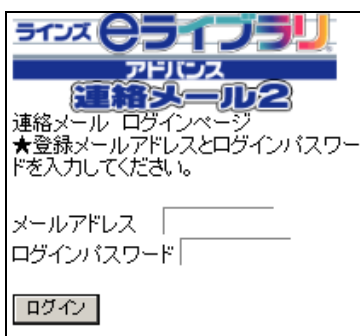 ラインズeライブラリ
アドバンス
連絡メール2
連絡メール ログインページ
★登録メールアドレスとログインパスワー
ドを入力してください。
メールアドレス
ログインパスワード
ログイン